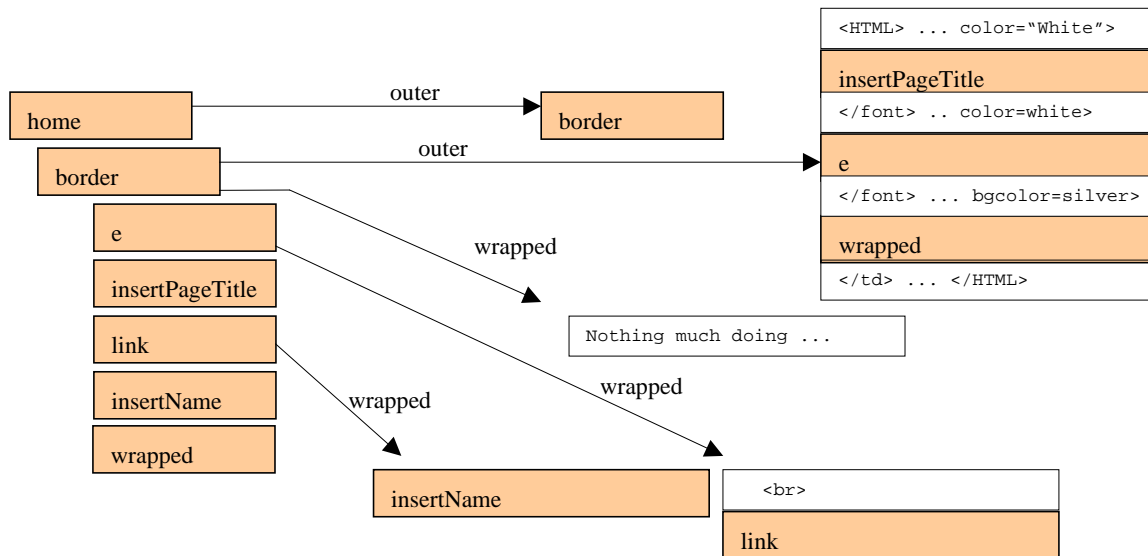 <HTML> ... color=“White”>
insertPageTitle
outer
home
border
</font> .. color=white>
outer
border
e
</font> ... bgcolor=silver>
e
wrapped
wrapped
insertPageTitle
</td> ... </HTML>
link
Nothing much doing ...
insertName
wrapped
wrapped
wrapped
insertName
<br>
link